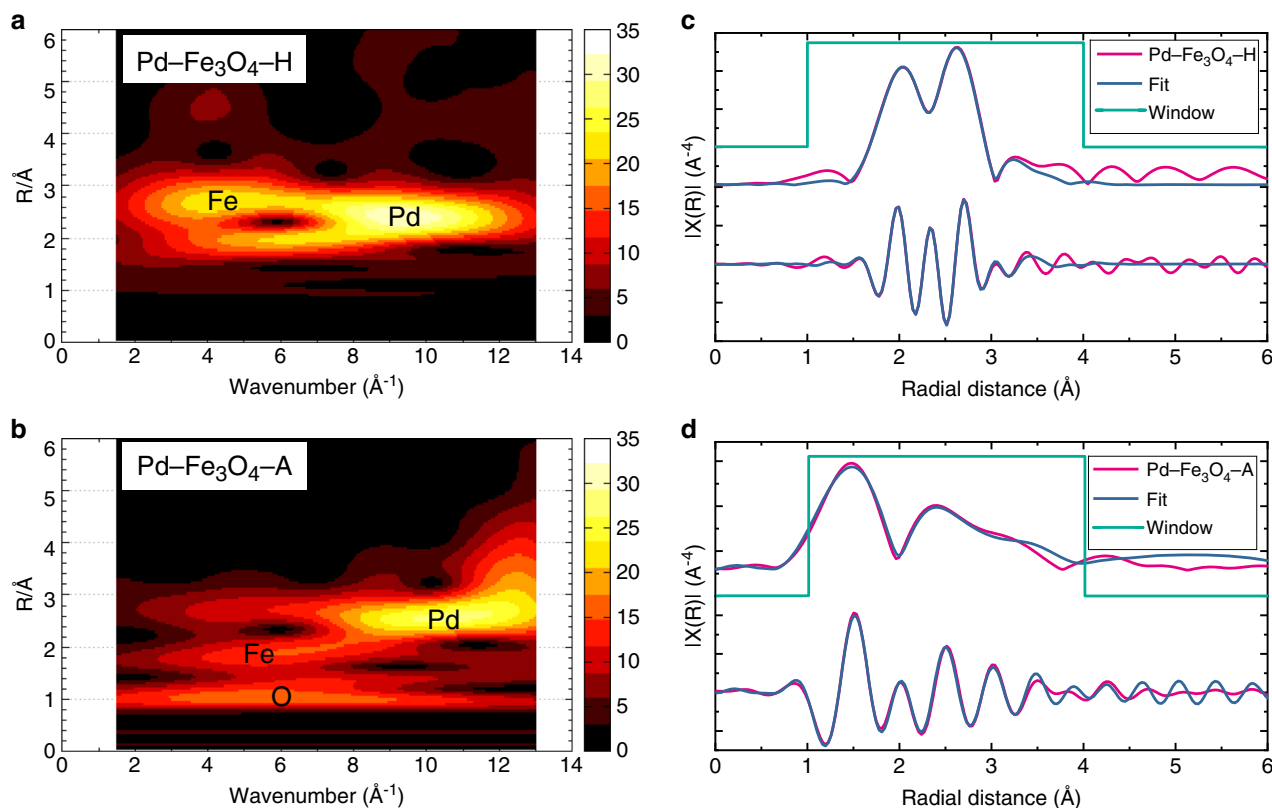 a
Pd–Fe3O4–H
Fe
Pd
R/Å
6
5
4
3
2
1
0
0 2 4 6 8 10 12 14
Wavenumber (Å-1)
35
30
25
20
15
10
5
0
c
Pd–Fe3O4–H
Fit
Window
|X(R)| (A-4)
0 1 2 3 4 5 6
Radial distance (Å)
b
Pd–Fe3O4–A
Pd
Fe
O
R/Å
6
5
4
3
2
1
0
0 2 4 6 8 10 12 14
Wavenumber (Å-1)
35
30
25
20
15
10
5
0
d
Pd–Fe3O4–A
Fit
Window
|X(R)| (A-4)
0 1 2 3 4 5 6
Radial distance (Å)